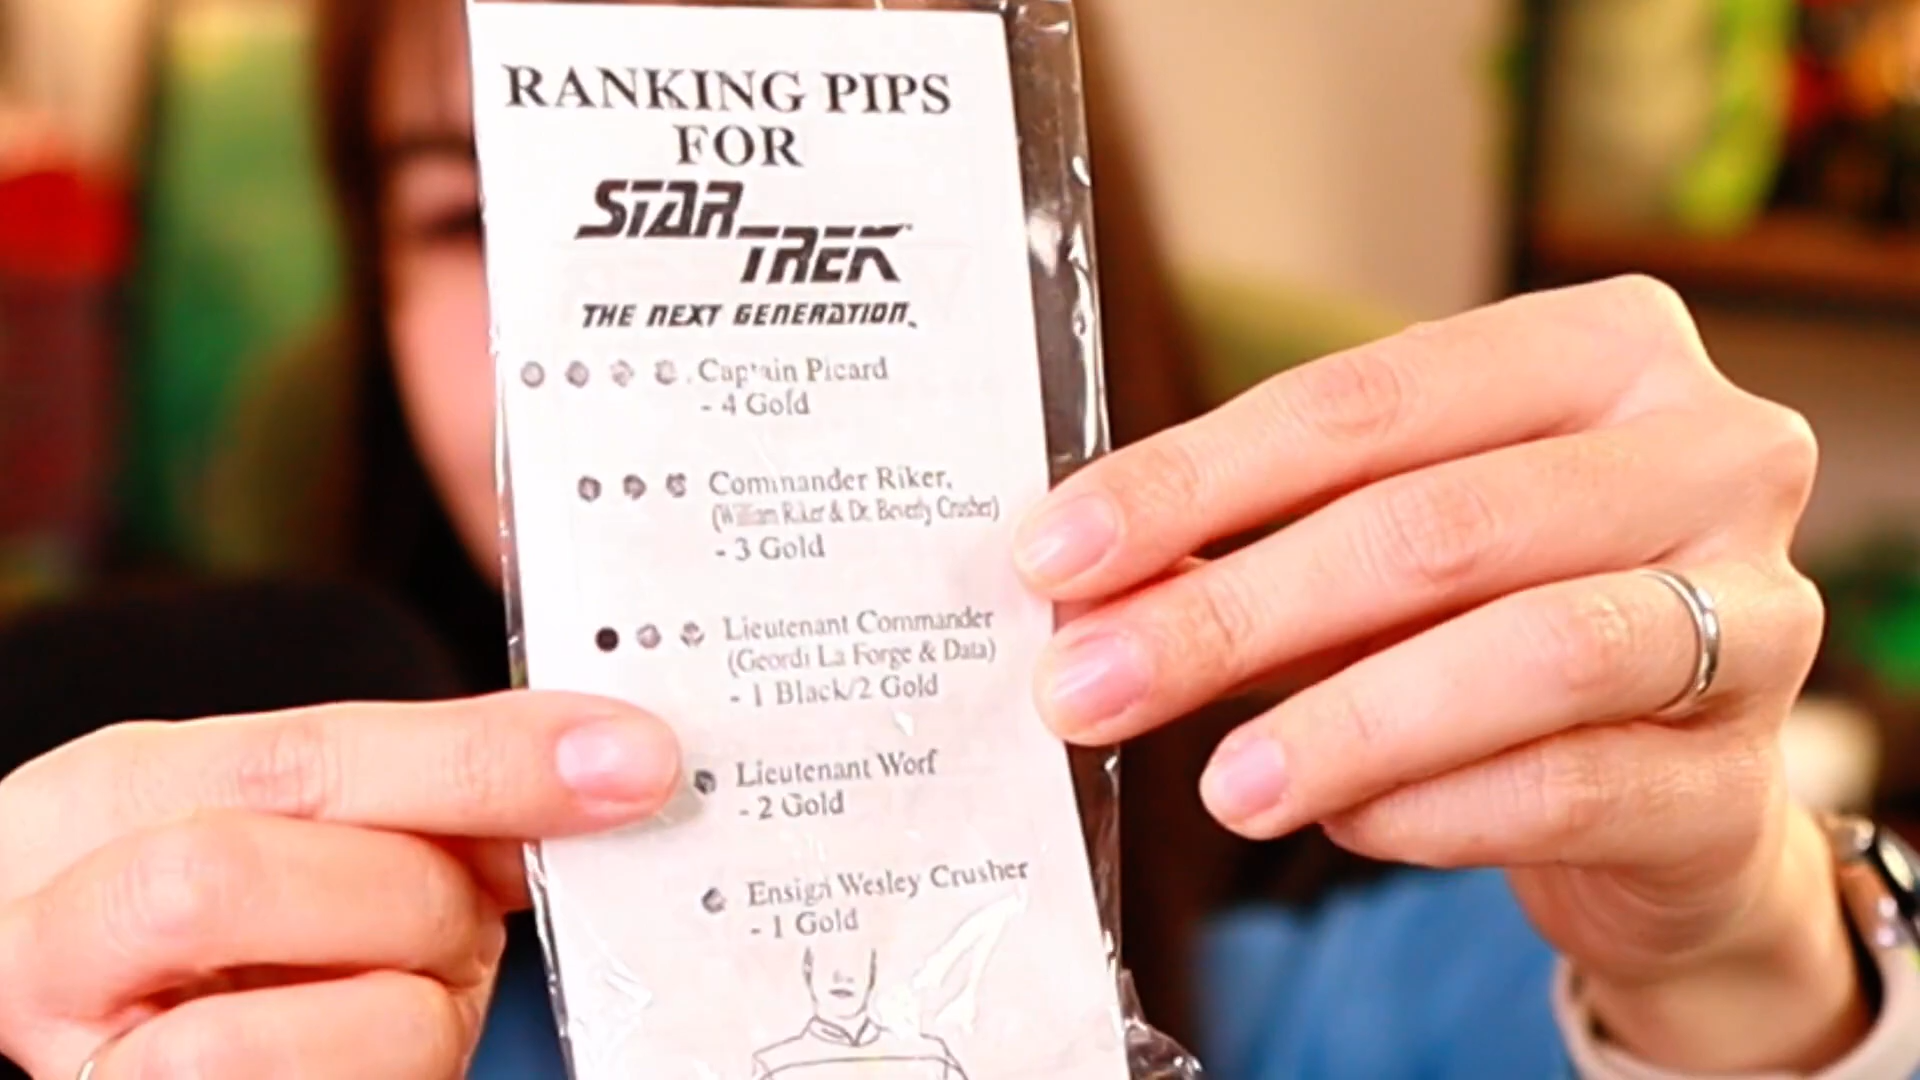 RANKING PIPS
FOR
STAR
TREK
THE NEXT GENERATION™
Captain Picard
- 4 Gold
Commander Riker,
(William Riker & Dr. Beverly Crusher)
- 3 Gold
Lieutenant Commander
(Geordi La Forge & Data)
- 1 Black/2 Gold
Lieutenant Worf
- 2 Gold
Ensign Wesley Crusher
- 1 Gold